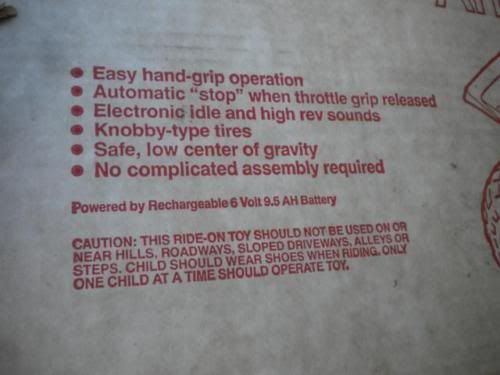 Easy hand-grip operation
Automatic "stop" when throttle grip released
Electronic idle and high rev sounds
Knobby-type tires
Safe, low center of gravity
No complicated assembly required
Powered by Rechargeable 6 Volt 9.5 AH Battery
CAUTION: THIS RIDE-ON TOY SHOULD NOT BE USED ON OR
NEAR HILLS, ROADWAYS, SLOPED DRIVEWAYS, ALLEYS OR
STEPS. CHILD SHOULD WEAR SHOES WHEN RIDING. ONLY
ONE CHILD AT A TIME SHOULD OPERATE TOY.